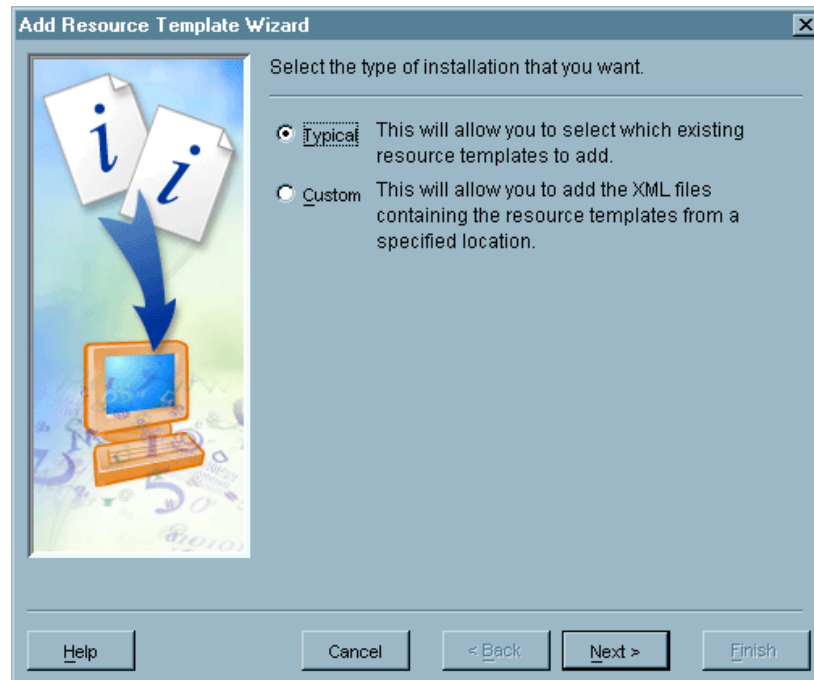 Add Resource Template Wizard
Select the type of installation that you want.
Typical This will allow you to select which existing
resource templates to add.
Custom This will allow you to add the XML files
containing the resource templates from a
specified location.
Help Cancel < Back Next > Finish